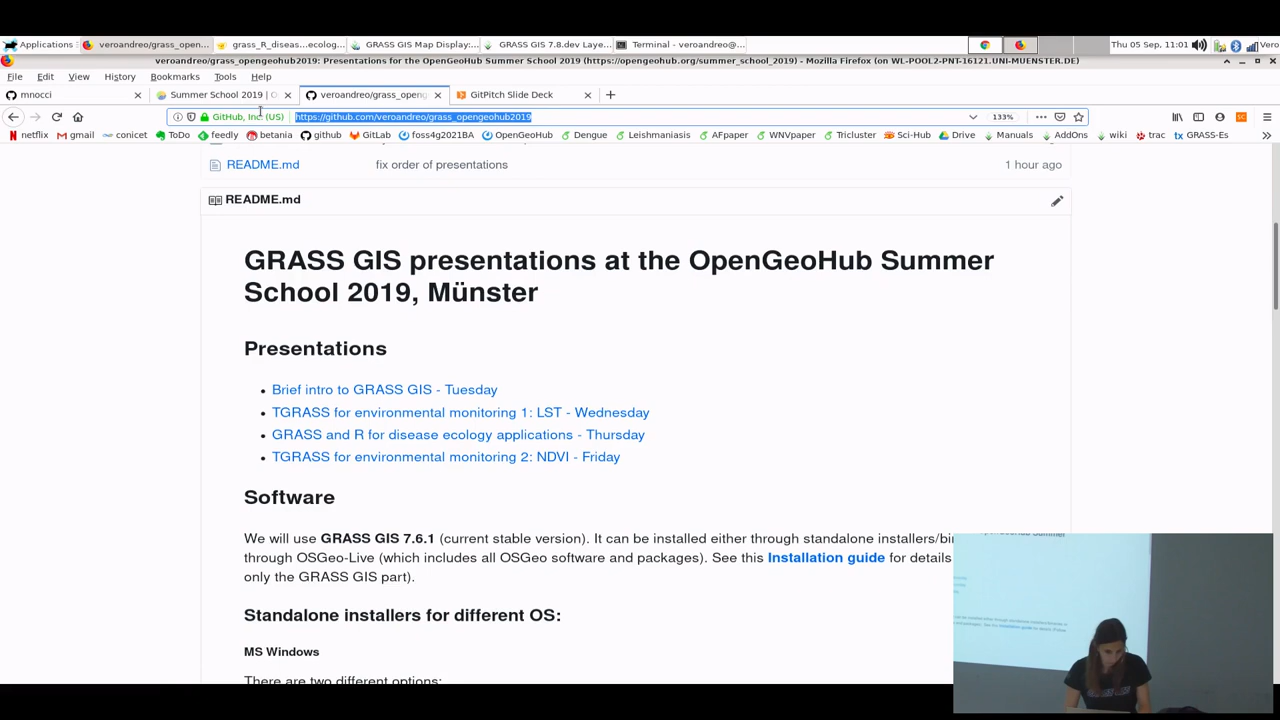 Applications veroandreo/grass_open... grass_R_diseas...ecolog... GRASS GIS Map Display:... GRASS GIS 7.8.dev Laye... Terminal - veroandreo@... Thu 05 Sep, 11:01 Vero
veroandreo/grass_opengeohub2019: Presentations for the OpenGeoHub Summer School 2019 (https://opengeohub.org/summer_school_2019) - Mozilla Firefox (on WL-POOL2-PNT-16121.UNI-MUENSTER.DE)
File Edit View History Bookmarks Tools Help
mnocci Summer School 2019 | O veroandreo/grass_openg GitPitch Slide Deck
GitHub, Inc. (US) https://github.com/veroandreo/grass_opengeohub2019 133%
netflix gmail conicet ToDo feedly betania github GitLab foss4g2021BA OpenGeoHub Dengue Leishmaniasis AFpaper WNVpaper Tricluster Sci-Hub Drive Manuals AddOns wiki trac GRASS-Es
README.md fix order of presentations 1 hour ago
README.md
GRASS GIS presentations at the OpenGeoHub Summer
School 2019, Münster
Presentations
Brief intro to GRASS GIS - Tuesday
TGRASS for environmental monitoring 1: LST - Wednesday
GRASS and R for disease ecology applications - Thursday
TGRASS for environmental monitoring 2: NDVI - Friday
Software
We will use GRASS GIS 7.6.1 (current stable version). It can be installed either through standalone installers/bin
through OSGeo-Live (which includes all OSGeo software and packages). See this Installation guide for details
only the GRASS GIS part).
Standalone installers for different OS:
MS Windows
There are two different options: